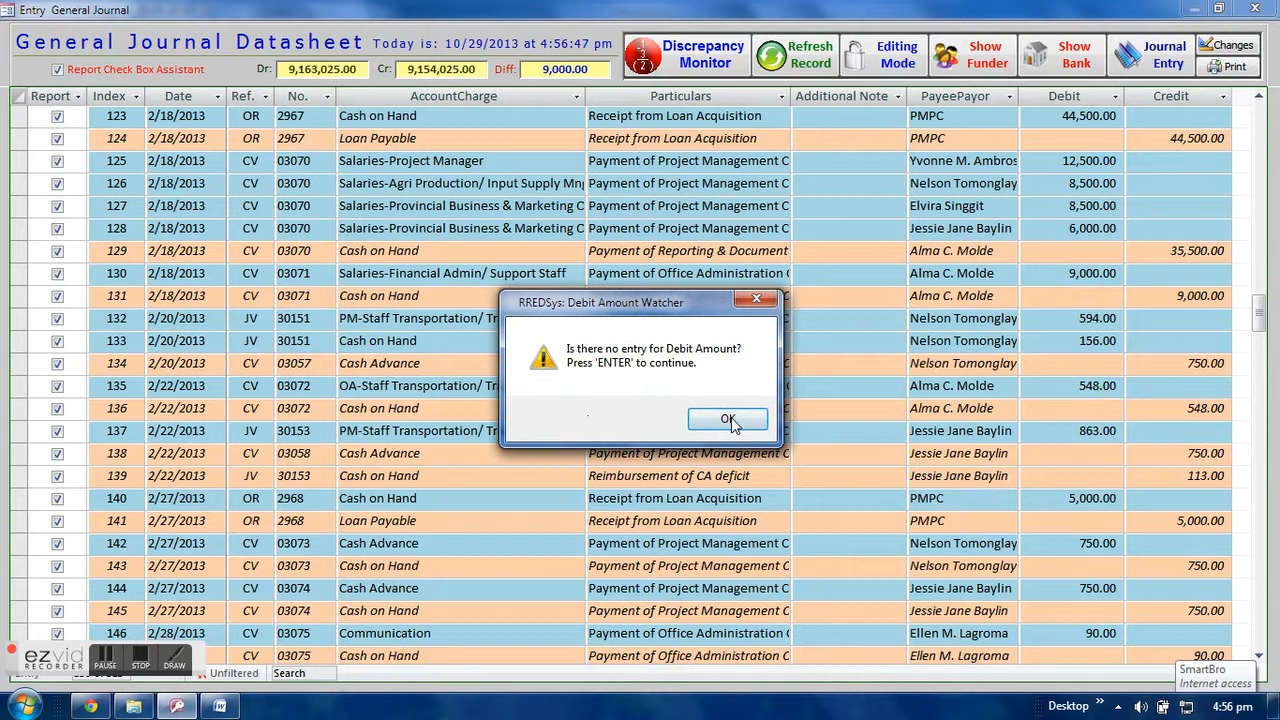 Entry General Journal
General Journal Datasheet Today is: 10/29/2013 4:56:47 pm
Discrepancy Monitor Refresh Record Editing Mode Show Funder Show Bank Journal Entry Changes Print
Report Check Box Assistant Dr: 9,163,025.00 Cr: 9,154,025.00 Diff: 9,000.00
Report Index Date Ref. No. AccountCharge Particulars Additional Note PayeePayor Debit Credit
123 2/18/2013 OR 2967 Cash on Hand Receipt from Loan Acquisition PMPC 44,500.00
124 2/18/2013 OR 2967 Loan Payable Receipt from Loan Acquisition PMPC 44,500.00
125 2/18/2013 CV 03070 Salaries-Project Manager Payment of Project Management C Yvonne M. Ambros 12,500.00
126 2/18/2013 CV 03070 Salaries-Agri Production/ Input Supply Mng Payment of Project Management C Nelson Tomonglay 8,500.00
127 2/18/2013 CV 03070 Salaries-Provincial Business & Marketing C Payment of Project Management C Elvira Singgit 8,500.00
128 2/18/2013 CV 03070 Salaries-Provincial Business & Marketing C Payment of Project Management C Jessie Jane Baylin 6,000.00
129 2/18/2013 CV 03070 Cash on Hand Payment of Reporting & Document Alma C. Molde 35,500.00
130 2/18/2013 CV 03071 Salaries-Financial Admin/ Support Staff Payment of Office Administration C Alma C. Molde 9,000.00
131 2/18/2013 CV 03071 Cash on Hand Alma C. Molde 9,000.00
132 2/18/2013 JV 30151 PM-Staff Transportation/ Tr Nelson Tomonglay 594.00
133 2/18/2013 JV 30151 Cash on Hand Nelson Tomonglay 156.00
134 2/20/2013 CV 03057 Cash Advance Nelson Tomonglay 750.00
135 2/22/2013 CV 03072 OA-Staff Transportation/ Tr Alma C. Molde 548.00
136 2/22/2013 CV 03072 Cash on Hand Alma C. Molde 548.00
137 2/22/2013 JV 30153 PM-Staff Transportation/ Tr Jessie Jane Baylin 863.00
138 2/22/2013 CV 03058 Cash Advance Payment of Project Management C Jessie Jane Baylin 750.00
139 2/22/2013 JV 30153 Cash on Hand Reimbursement of CA deficit Jessie Jane Baylin 113.00
140 2/27/2013 OR 2968 Cash on Hand Receipt from Loan Acquisition PMPC 5,000.00
141 2/27/2013 OR 2968 Loan Payable Receipt from Loan Acquisition PMPC 5,000.00
142 2/27/2013 CV 03073 Cash Advance Payment of Project Management C Nelson Tomonglay 750.00
143 2/27/2013 CV 03073 Cash on Hand Payment of Project Management C Nelson Tomonglay 750.00
144 2/27/2013 CV 03074 Cash Advance Payment of Project Management C Jessie Jane Baylin 750.00
145 2/27/2013 CV 03074 Cash on Hand Payment of Project Management C Jessie Jane Baylin 750.00
146 2/28/2013 CV 03075 Communication Payment of Office Administration C Ellen M. Lagroma 90.00
CV 03075 Cash on Hand Payment of Office Administration C Ellen M. Lagroma 90.00
RREDSys: Debit Amount Watcher
Is there no entry for Debit Amount?
Press 'ENTER' to continue.
OK
ezvid
RECORDER
PAUSE STOP DRAW
Unfiltered Search
SmartBro
Internet access
Desktop 4:56 pm